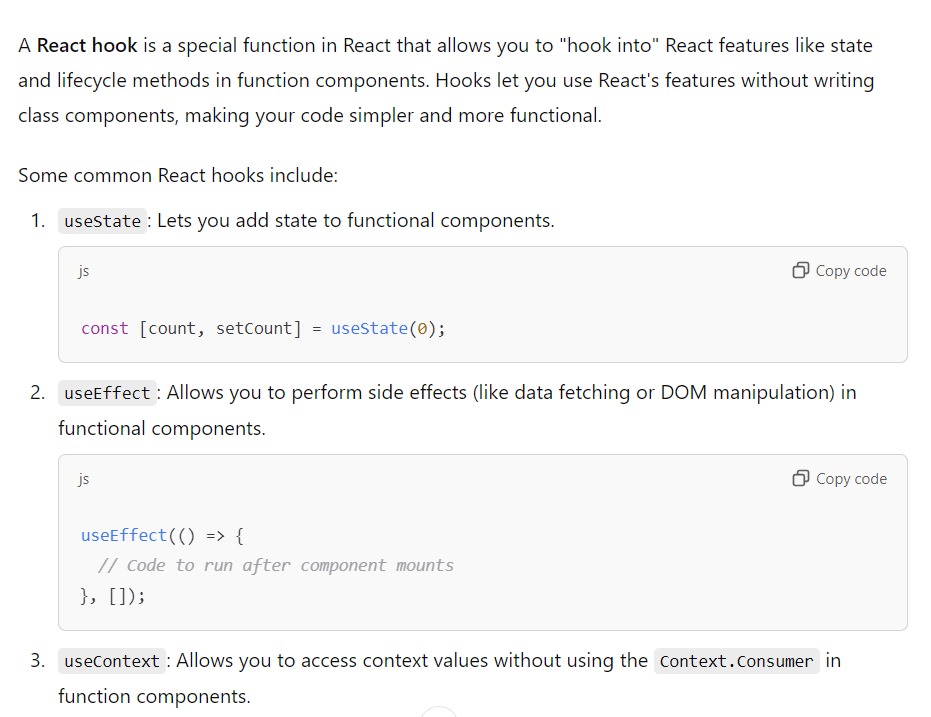 A React hook is a special function in React that allows you to "hook into" React features like state
and lifecycle methods in function components. Hooks let you use React's features without writing
class components, making your code simpler and more functional.
Some common React hooks include:
1. useState: Lets you add state to functional components.
js Copy code
const [count, setCount] = useState(0);
2. useEffect: Allows you to perform side effects (like data fetching or DOM manipulation) in
functional components.
js Copy code
useEffect(() => {
  // Code to run after component mounts
}, []);
3. useContext: Allows you to access context values without using the Context.Consumer in
function components.